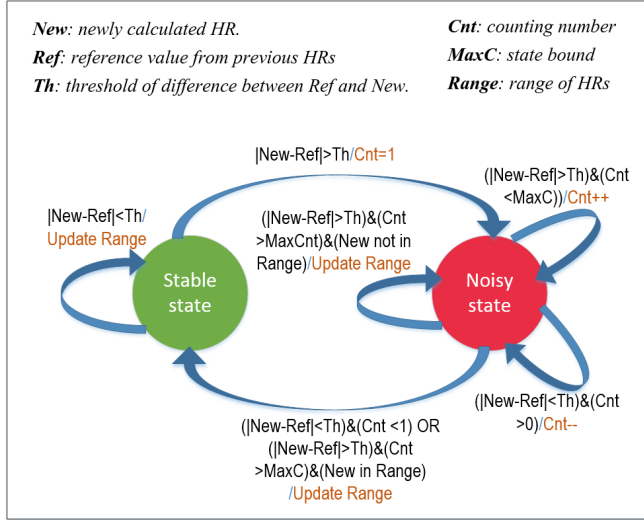 New: newly calculated HR.
Ref: reference value from previous HRs
Th: threshold of difference between Ref and New.
Cnt: counting number
MaxC: state bound
Range: range of HRs
|New-Ref|>Th/Cnt=1
(|New-Ref|>Th)&(Cnt
<MaxC))/Cnt++
|New-Ref|<Th/
Update Range
(|New-Ref|>Th)&(Cnt
>MaxCnt)&(New not in
Range)/Update Range
Stable
state
Noisy
state
(|New-Ref|<Th)&(Cnt
>0)/Cnt--
(|New-Ref|<Th)&(Cnt <1) OR
(|New-Ref|>Th)&(Cnt
>MaxC)&(New in Range)
/Update Range